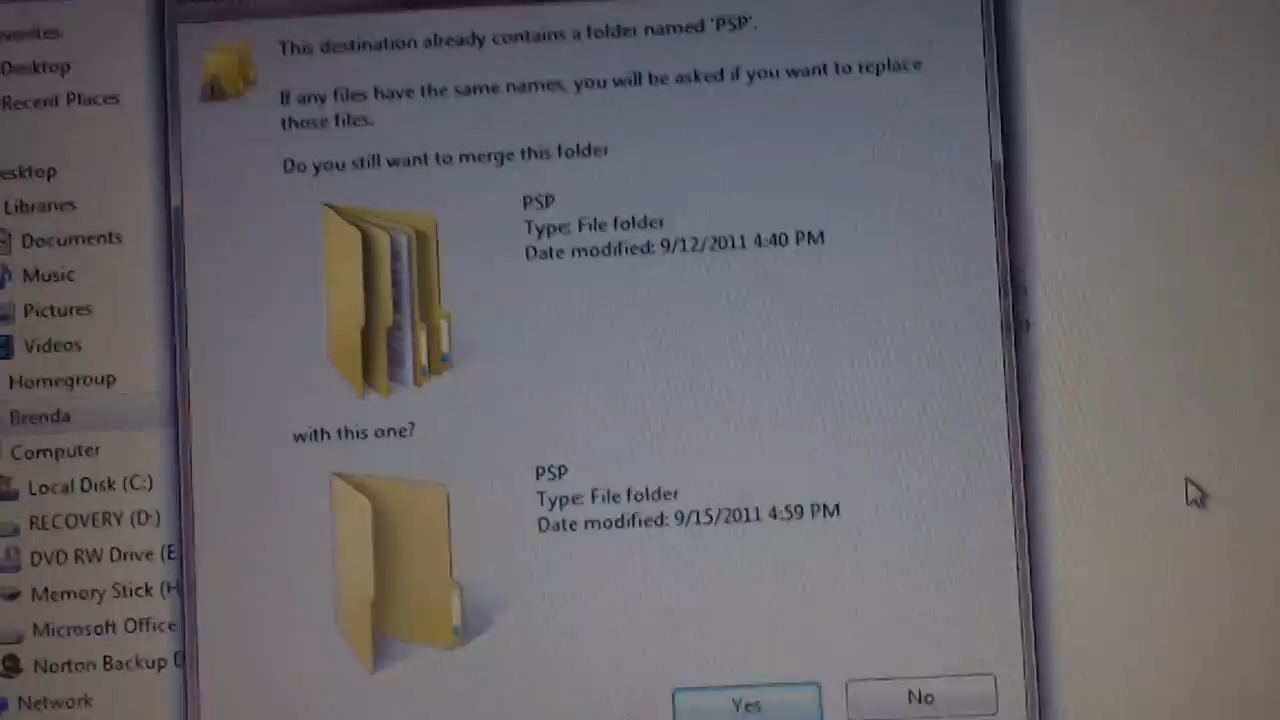 This destination already contains a folder named 'PSP'.
If any files have the same names, you will be asked if you want to replace
those files.
Do you still want to merge this folder
PSP
Type: File folder
Date modified: 9/12/2011 4:40 PM
with this one?
PSP
Type: File folder
Date modified: 9/15/2011 4:59 PM
Yes
No
Desktop
Recent Places
esktop
Libraries
Documents
Music
Pictures
Videos
Homegroup
Brenda
Computer
Local Disk (C:)
RECOVERY (D:)
DVD RW Drive (E
Memory Stick (H
Microsoft Office
Norton Backup
Network